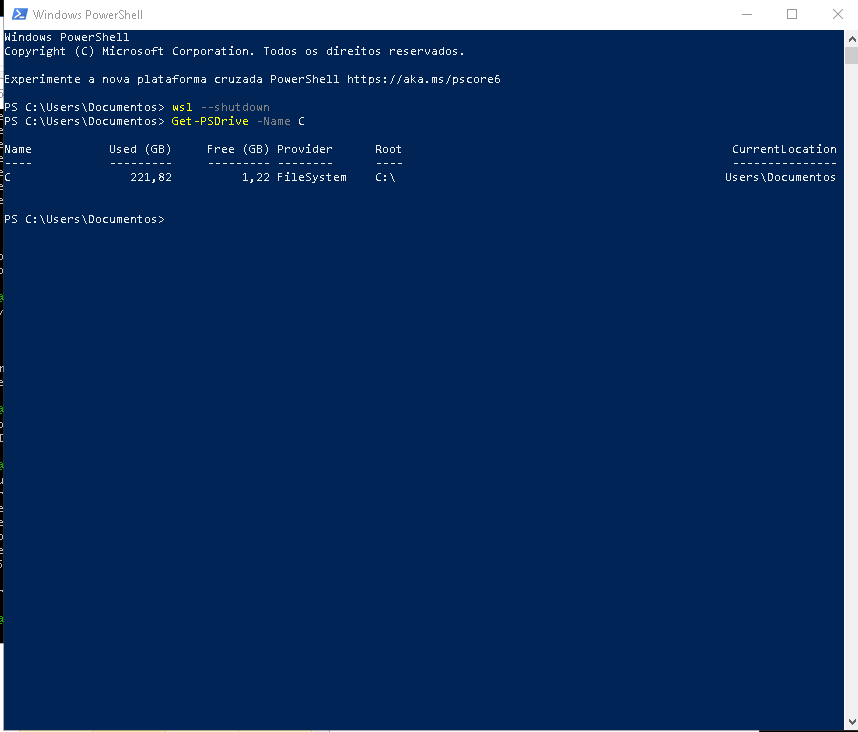 Windows PowerShell
Windows PowerShell
Copyright (C) Microsoft Corporation. Todos os direitos reservados.
Experimente a nova plataforma cruzada PowerShell https://aka.ms/pscore6
PS C:\Users\Documentos> wsl --shutdown
PS C:\Users\Documentos> Get-PSDrive -Name C
Name Used (GB) Free (GB) Provider Root CurrentLocation
---- --------- --------- -------- ---- ---------------
C 221,82 1,22 FileSystem C:\ Users\Documentos
PS C:\Users\Documentos>